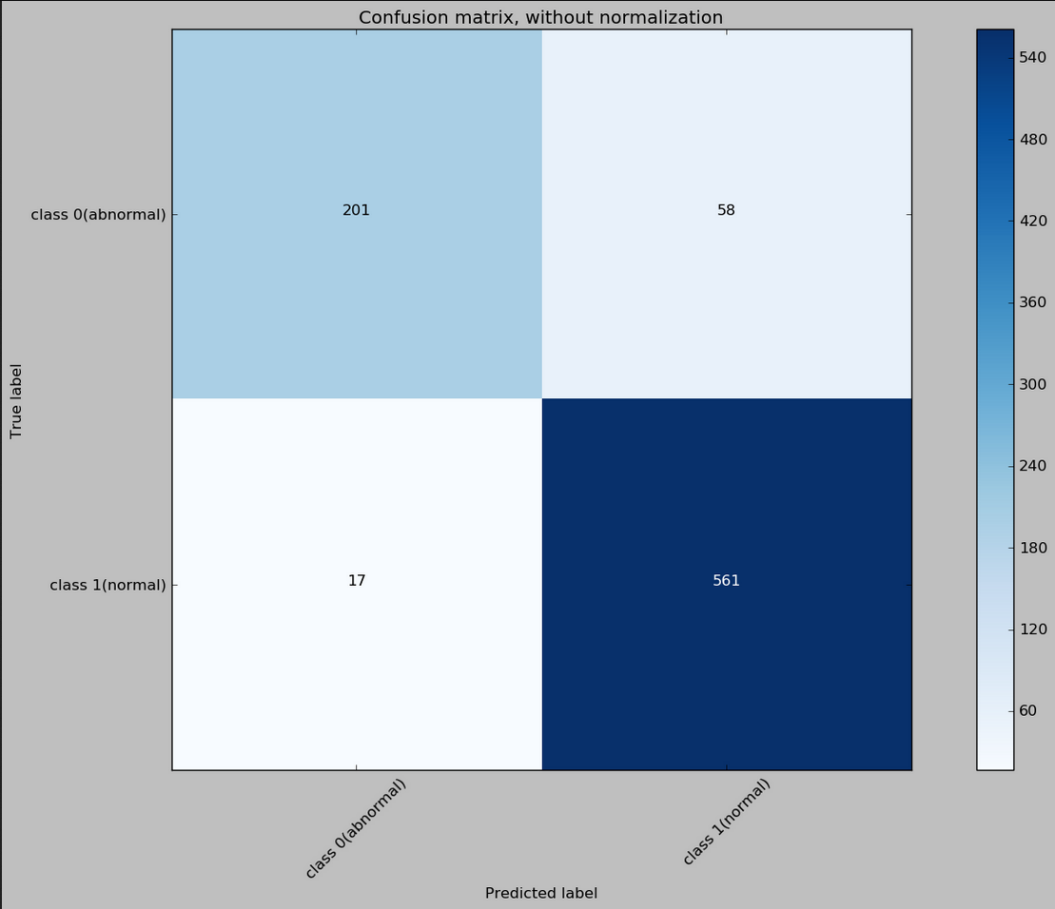 Confusion matrix, without normalization
540
480
420
360
300
240
180
120
60
class 0(abnormal)
201
58
True label
class 1(normal)
17
561
class 0(abnormal)
class 1(normal)
Predicted label